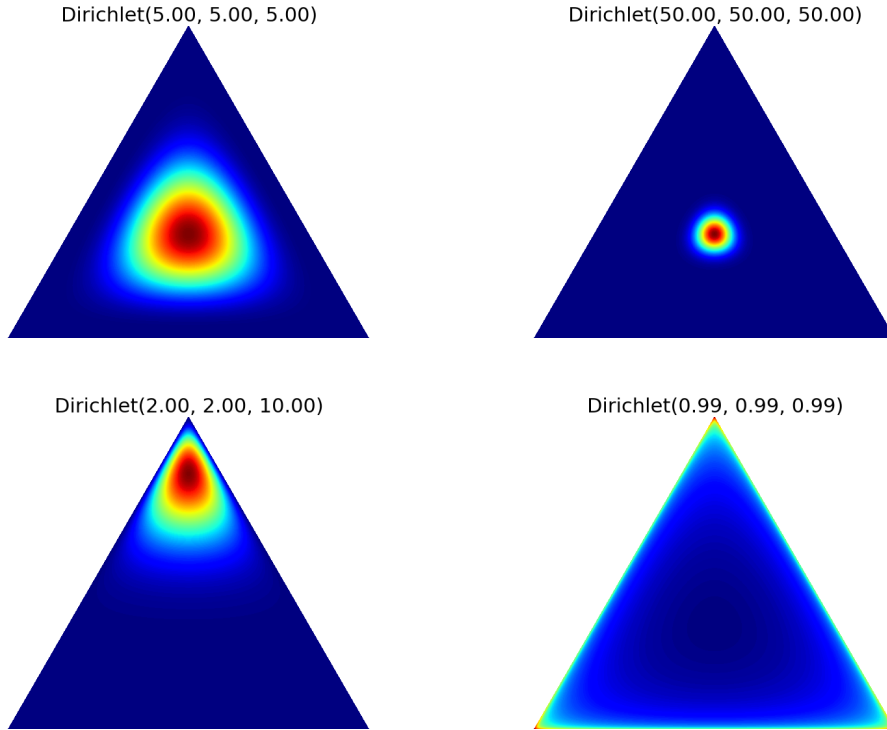 Dirichlet(5.00, 5.00, 5.00)
Dirichlet(50.00, 50.00, 50.00)
Dirichlet(2.00, 2.00, 10.00)
Dirichlet(0.99, 0.99, 0.99)